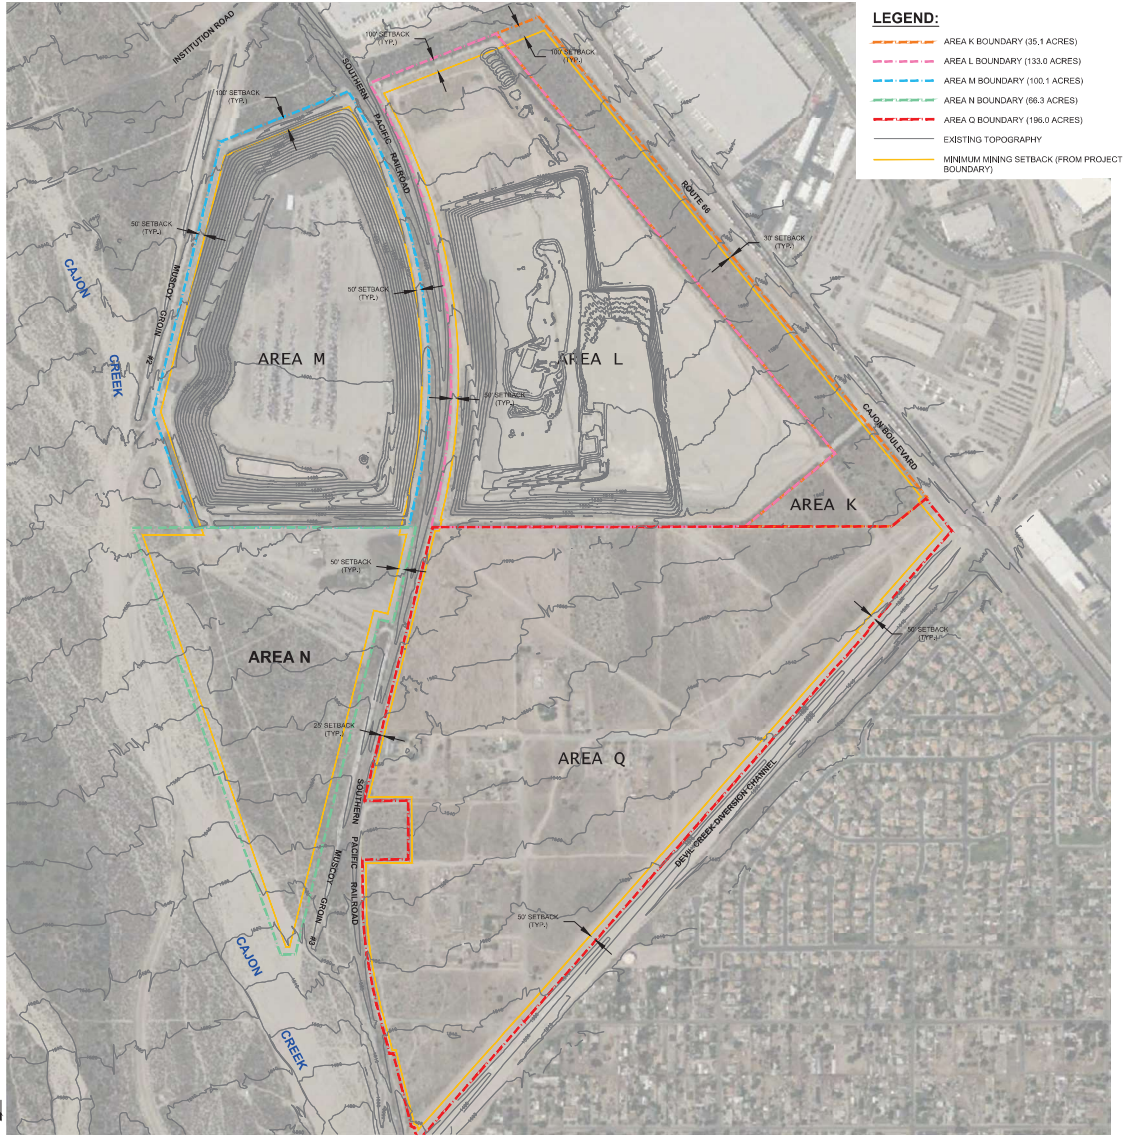 LEGEND:
AREA K BOUNDARY (35.1 ACRES)
AREA L BOUNDARY (133.0 ACRES)
AREA M BOUNDARY (100.1 ACRES)
AREA N BOUNDARY (66.3 ACRES)
AREA Q BOUNDARY (196.0 ACRES)
EXISTING TOPOGRAPHY
MINIMUM MINING SETBACK (FROM PROJECT
BOUNDARY)
INSTITUTION ROAD
100' SETBACK
(TYP.)
100' SETBACK
(TYP.)
100' SETBACK
(TYP.)
SOUTHERN PACIFIC RAILROAD
ROUTE 66
50' SETBACK
(TYP.)
30' SETBACK
(TYP.)
CAJON
CREEK
MUSCOY GROIN #2
50' SETBACK
(TYP.)
AREA M
AREA L
SETBACK
(TYP.)
CAJON BOULEVARD
AREA K
50' SETBACK
(TYP.)
50' SETBACK
(TYP.)
AREA N
25' SETBACK
(TYP.)
AREA Q
SOUTHERN PACIFIC RAILROAD
MUSCOY GROIN #3
DEVIL CREEK DIVERSION CHANNEL
50' SETBACK
(TYP.)
CAJON
CREEK